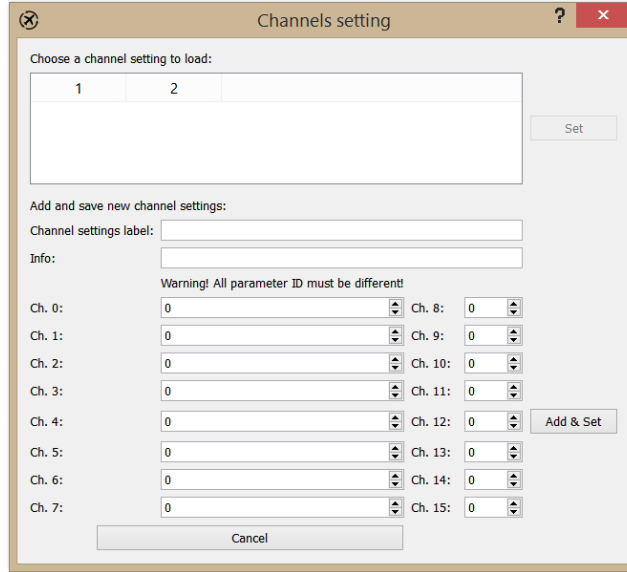 Channels setting ? ×
Choose a channel setting to load:
1 2
Set
Add and save new channel settings:
Channel settings label:
Info:
Warning! All parameter ID must be different!
Ch. 0: 0 Ch. 8: 0
Ch. 1: 0 Ch. 9: 0
Ch. 2: 0 Ch. 10: 0
Ch. 3: 0 Ch. 11: 0
Ch. 4: 0 Ch. 12: 0 Add & Set
Ch. 5: 0 Ch. 13: 0
Ch. 6: 0 Ch. 14: 0
Ch. 7: 0 Ch. 15: 0
Cancel